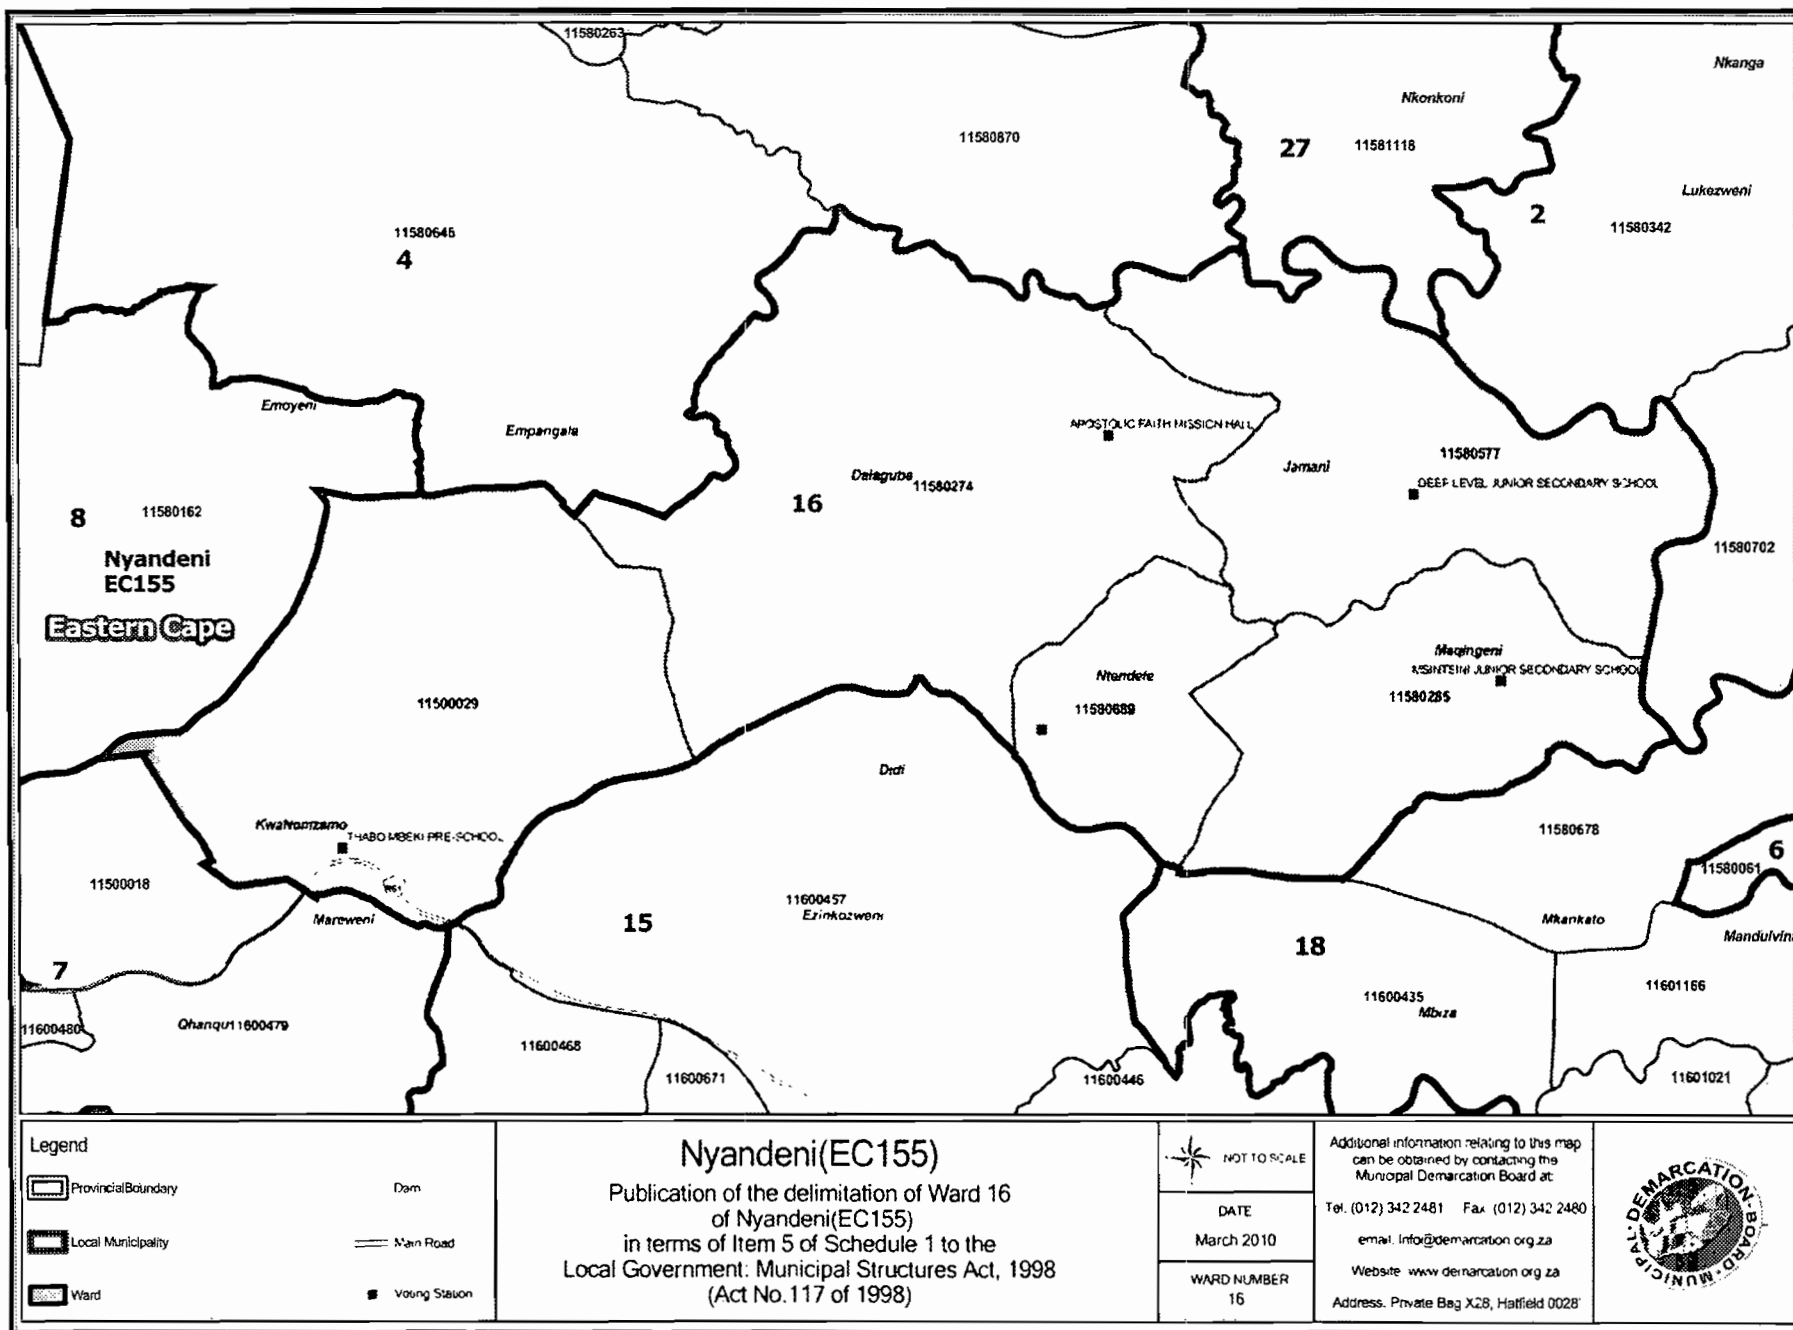 11580263
Nkanga
Nkonkoni
11580870
27
11581118
Lukezweni
2
11580342
11580645
4
Emoyeni
Empangala
APOSTOLIC FAITH MISSION HALL
Jamani
11580577
Dalaguba 11580274
DEEP LEVEL JUNIOR SECONDARY SCHOOL
16
8
11580162
Nyandeni
EC155
11580702
Eastern Cape
Maqingeni
MSINTSINI JUNIOR SECONDARY SCHOOL
Ntendele
11580285
11500029
11580689
Didi
KwaNomzamo
THABO MBEKI PRE-SCHOOL
11580678
6
11580061
11500018
N61
11600457
Ezinkozweni
Mareweni
15
Mkankato
18
Mandulvini
7
11601166
11600435
Mbiza
11600480
Qhanqu 11600479
11600468
11600671
11600446
11601021
Legend
Provincial Boundary
Dam
Local Municipality
Main Road
Ward
Voting Station
Nyandeni(EC155)
Publication of the delimitation of Ward 16
of Nyandeni(EC155)
in terms of Item 5 of Schedule 1 to the
Local Government: Municipal Structures Act, 1998
(Act No.117 of 1998)
NOT TO SCALE
DATE
March 2010
WARD NUMBER
16
Additional information relating to this map
can be obtained by contacting the
Municipal Demarcation Board at:
Tel. (012) 342 2481 Fax (012) 342 2480
email. info@demarcation.org.za
Website www.demarcation.org.za
Address. Private Bag X28, Hatfield 0028
MUNICIPAL·DEMARCATION·BOARD